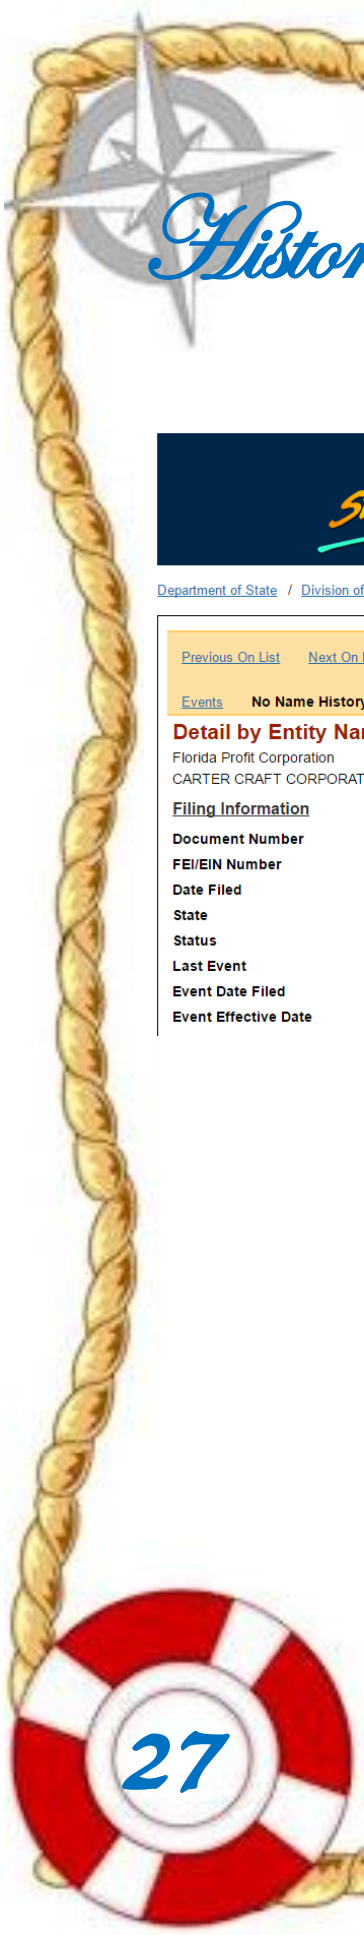 Histor
Department of State / Division of
Previous On List Next On
Events No Name History
Detail by Entity Na
Florida Profit Corporation
CARTER CRAFT CORPORAT
Filing Information
Document Number
FEI/EIN Number
Date Filed
State
Status
Last Event
Event Date Filed
Event Effective Date
27